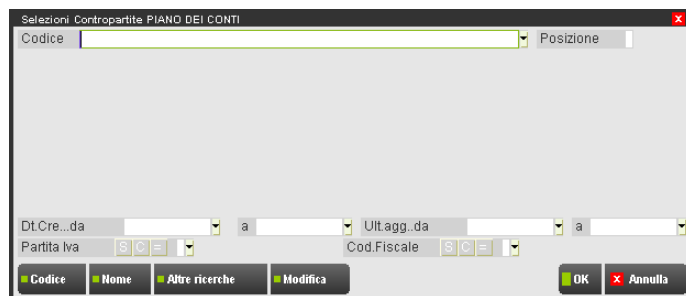 Selezioni Contropartite PIANO DEI CONTI x
Codice Posizione
Dt.Cre...da a Ult.agg..da a
Partita Iva S C = Cod.Fiscale S C =
Codice Nome Altre ricerche Modifica OK x Annulla